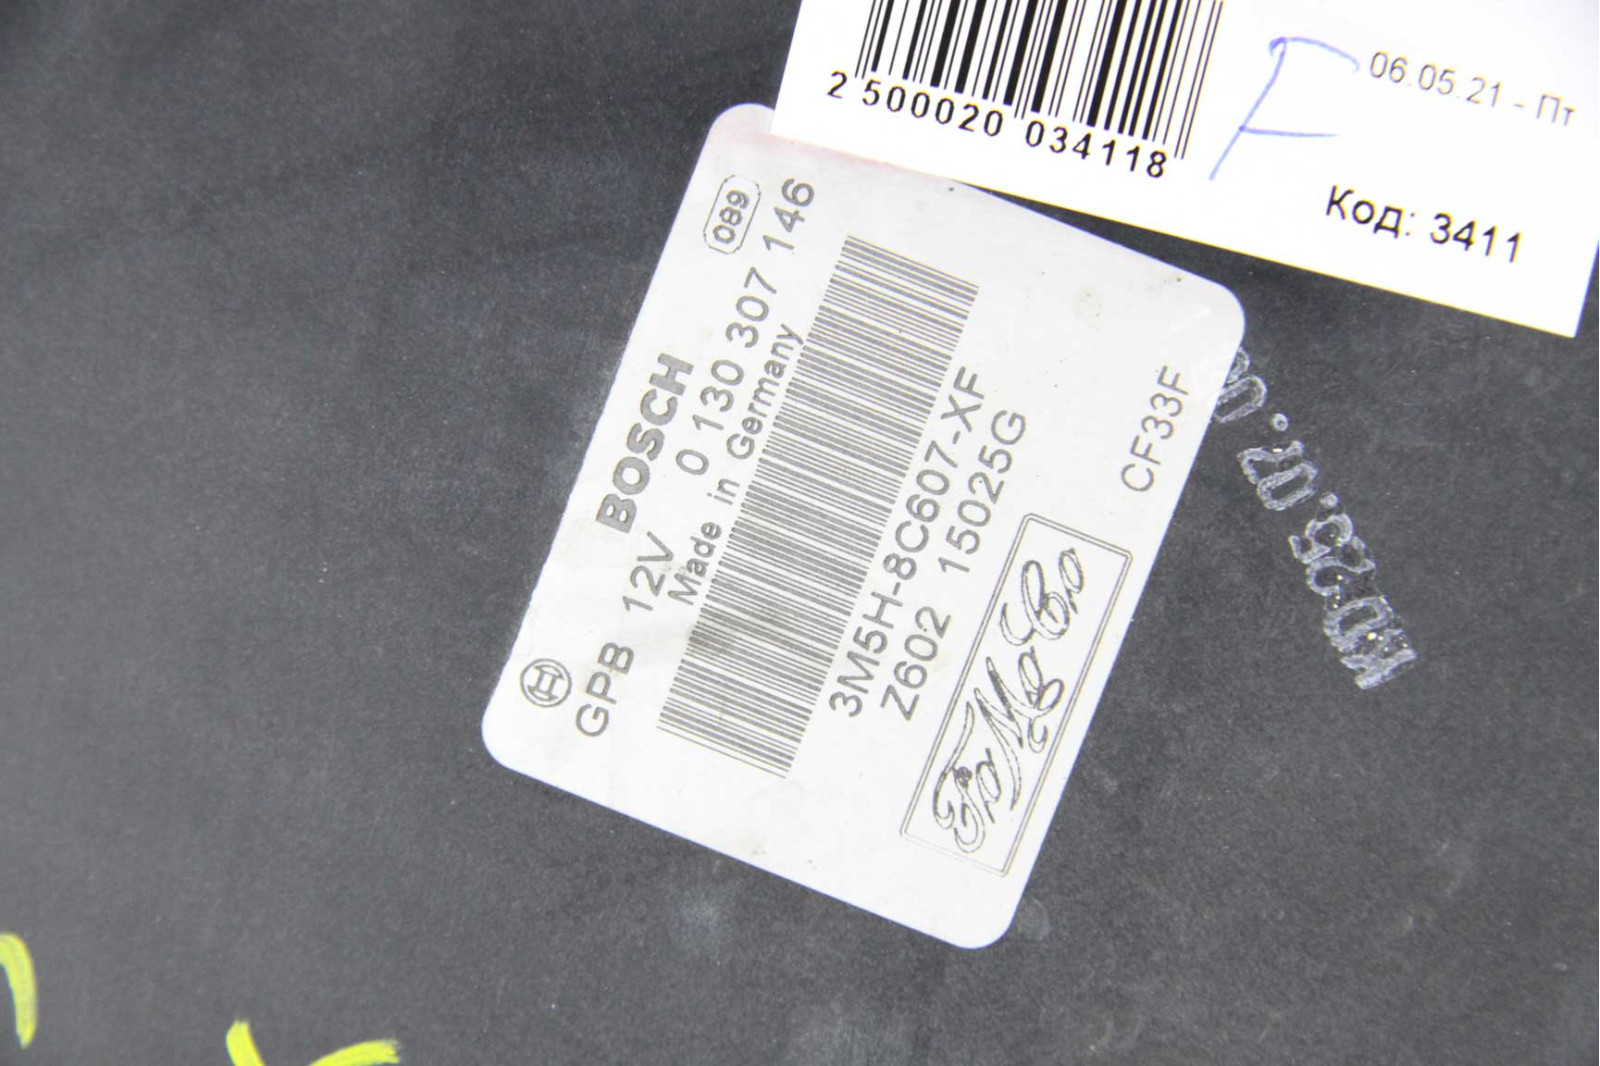 2 500020 034118
F
06.05.21 - Пт
Код: 3411
089
BOSCH
GPB 12V 0 130 307 146
Made in Germany
3M5H-8C607-XF
Z602 15025G
CF33F
FoMoCo